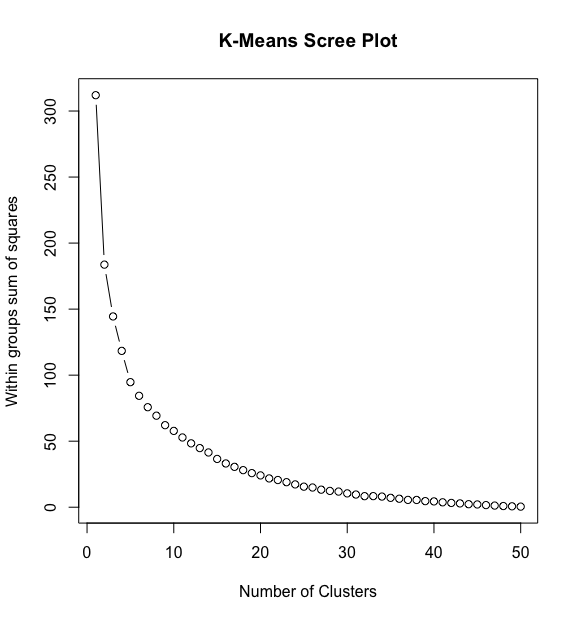 K-Means Scree Plot
Within groups sum of squares
300
250
200
150
100
50
0
0 10 20 30 40 50
Number of Clusters